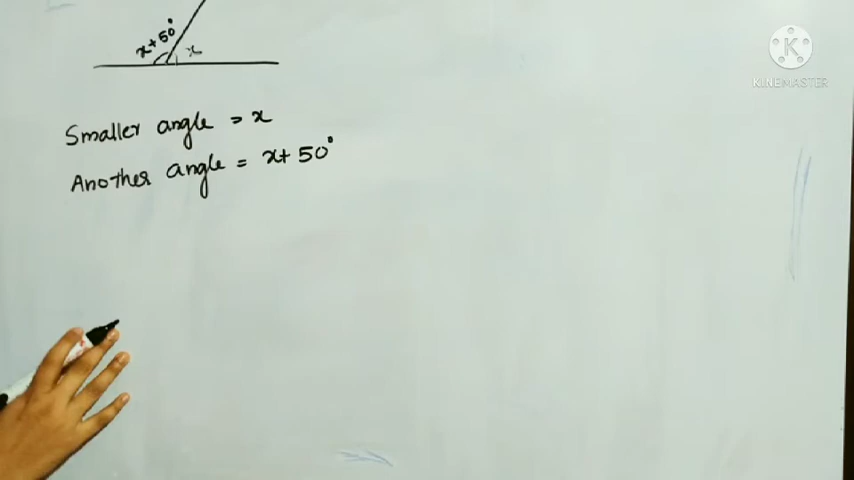 x+50°
x
Smaller angle = x
Another angle = x+ 50°
K
KINEMASTER